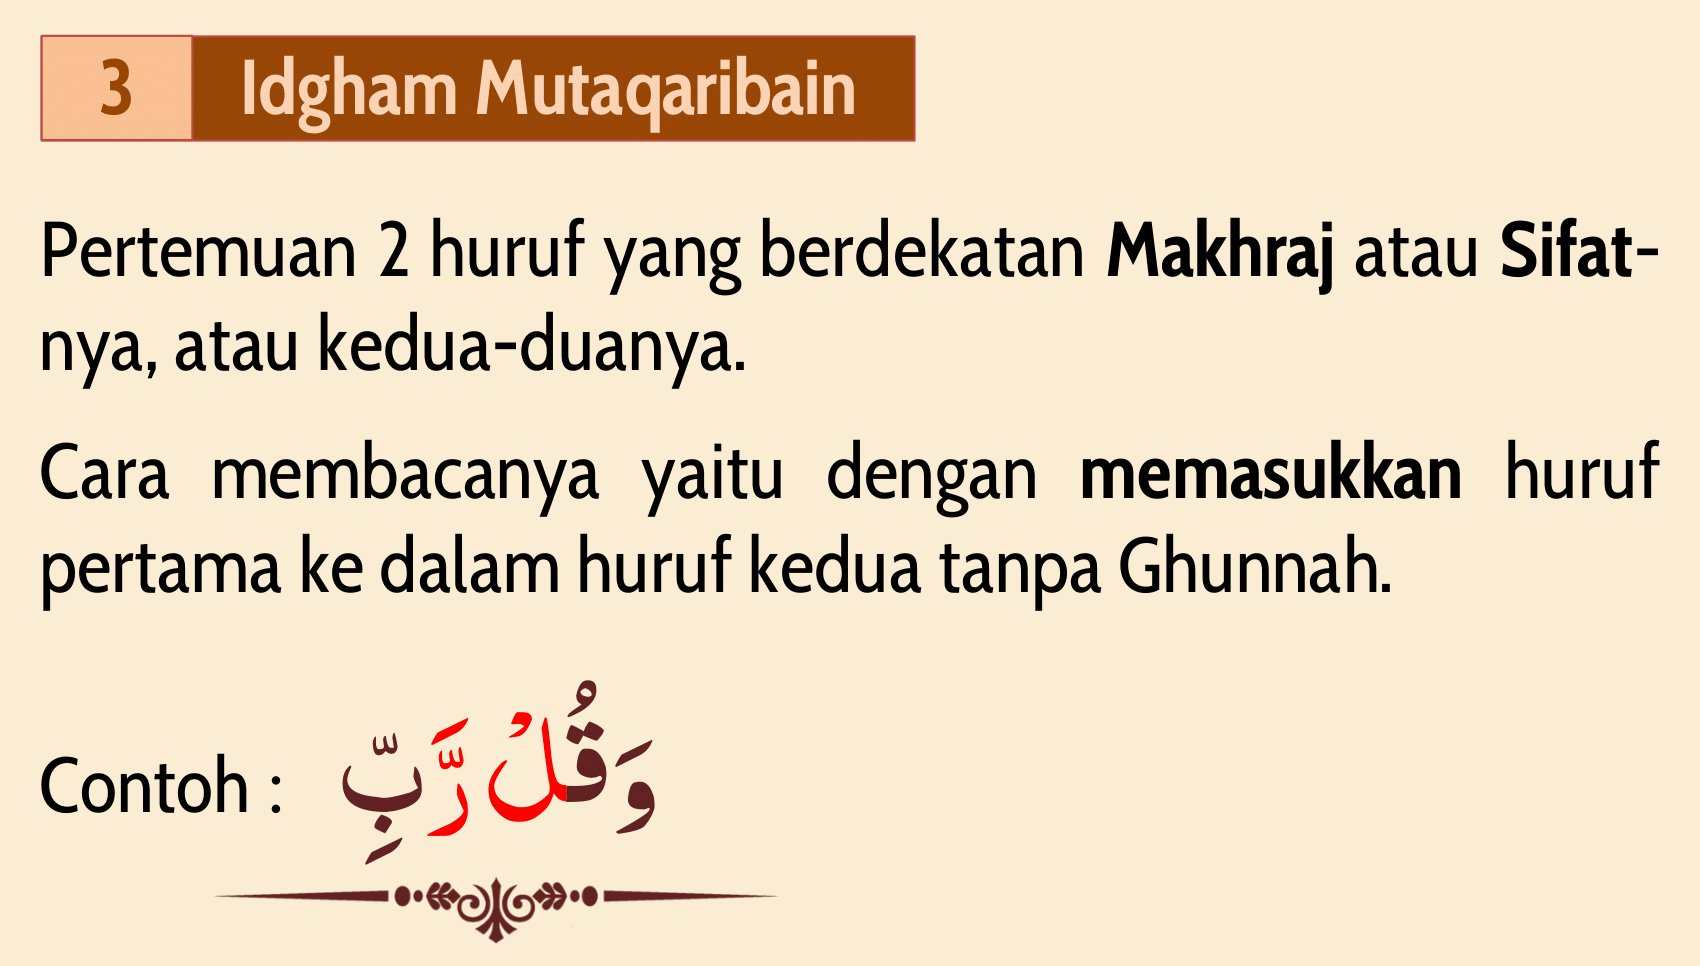 3 Idgham Mutaqaribain
Pertemuan 2 huruf yang berdekatan Makhraj atau Sifat-
nya, atau kedua-duanya.
Cara membacanya yaitu dengan memasukkan huruf
pertama ke dalam huruf kedua tanpa Ghunnah.
Contoh : وَقُلْ رَّبِّ